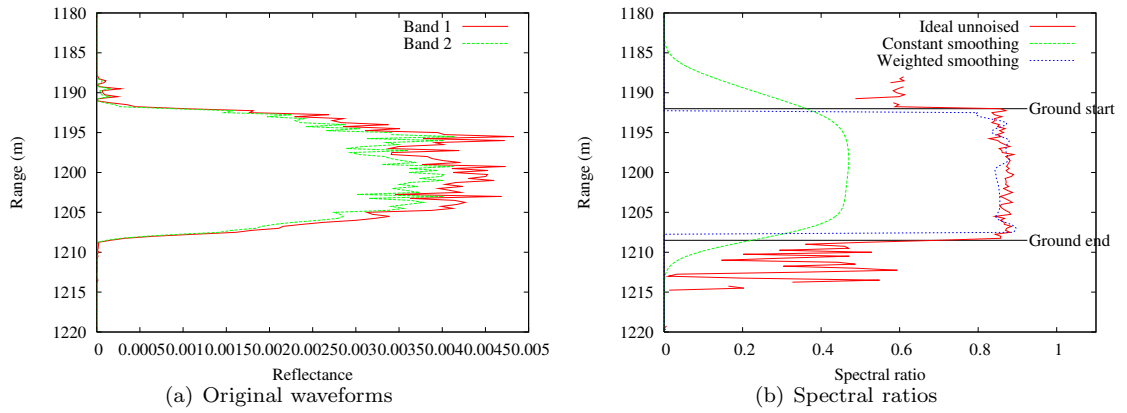 Band 1
Band 2
1180
1185
1190
1195
1200
1205
1210
1215
1220
Range (m)
0 0.0005 0.001 0.0015 0.002 0.0025 0.003 0.0035 0.004 0.0045 0.005
Reflectance
(a) Original waveforms
Ideal unnoised
Constant smoothing
Weighted smoothing
1180
1185
1190
1195
1200
1205
1210
1215
1220
Range (m)
Ground start
Ground end
0 0.2 0.4 0.6 0.8 1
Spectral ratio
(b) Spectral ratios